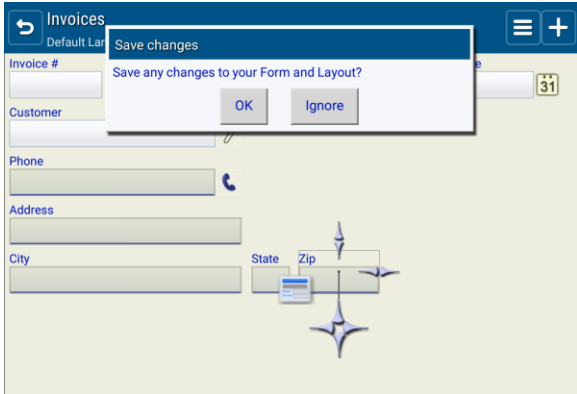 Invoices
Default Lar
Save changes
Save any changes to your Form and Layout?
OK Ignore
Invoice #
e
31
Customer
Phone
Address
City State Zip